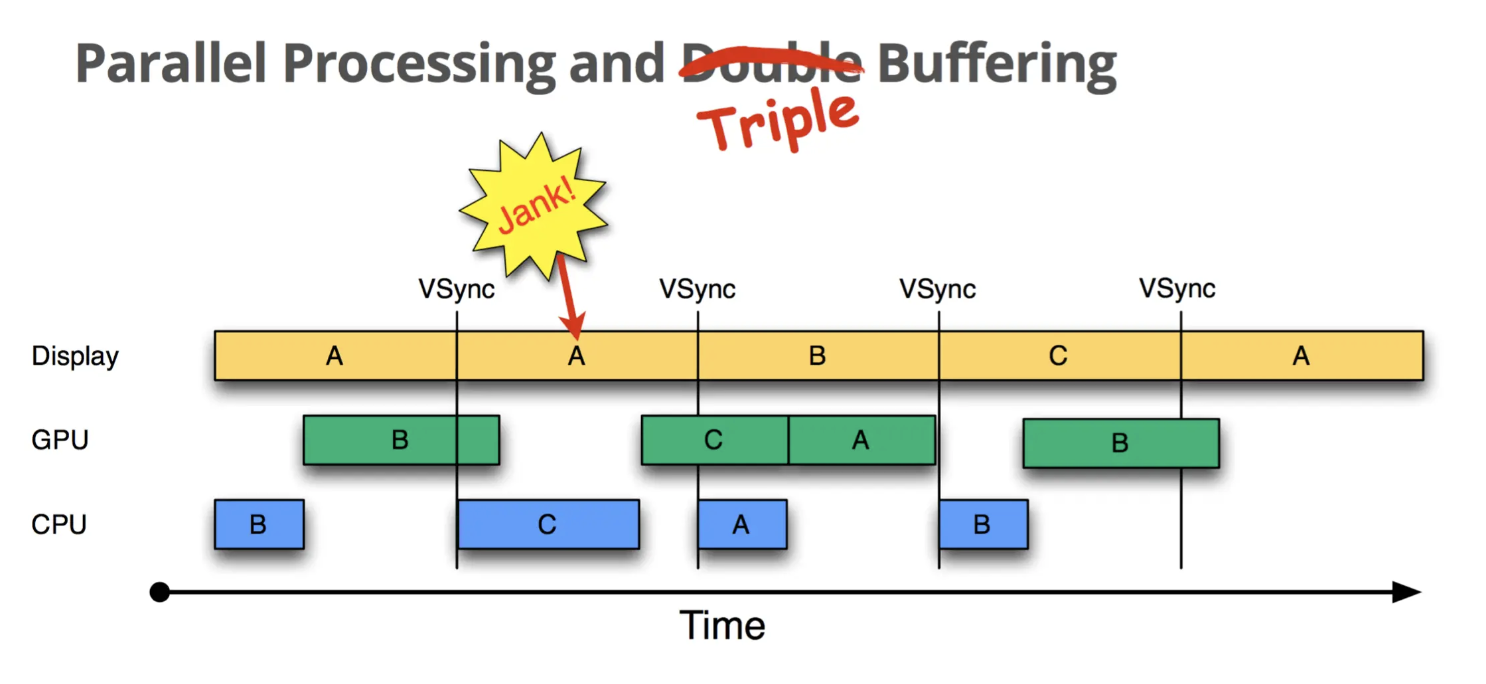 Parallel Processing and Double Buffering
Triple
Jank!
VSync VSync VSync VSync
Display A A B C A
GPU B C A B
CPU B C A B
Time